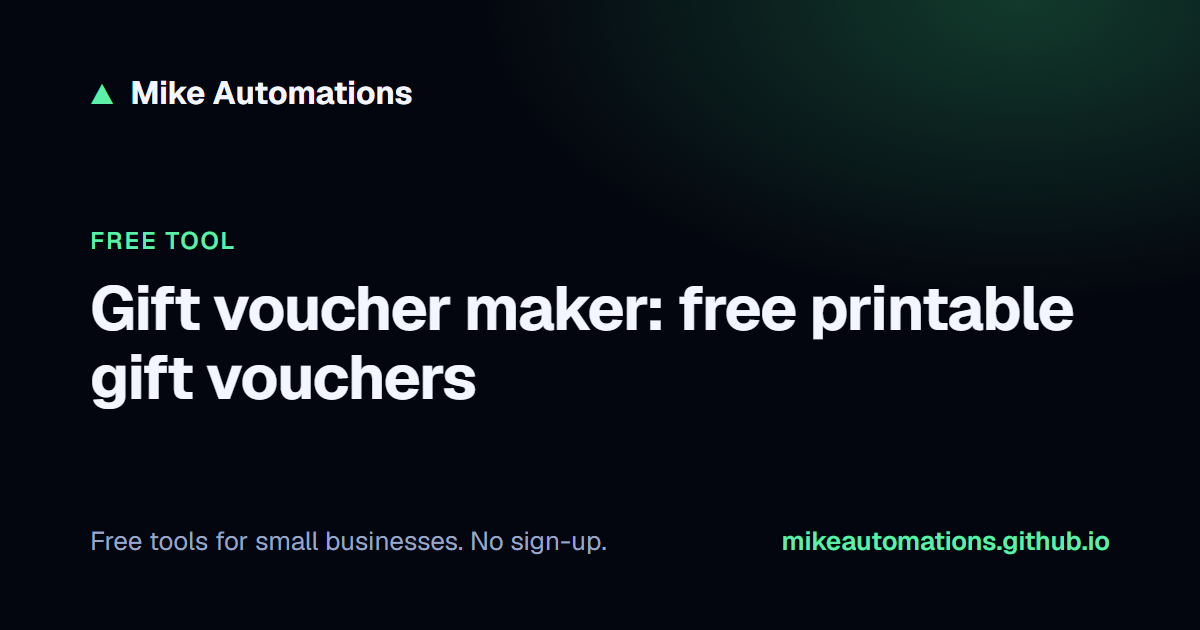 Mike Automations
FREE TOOL
Gift voucher maker: free printable
gift vouchers
Free tools for small businesses. No sign-up.
mikeautomations.github.io